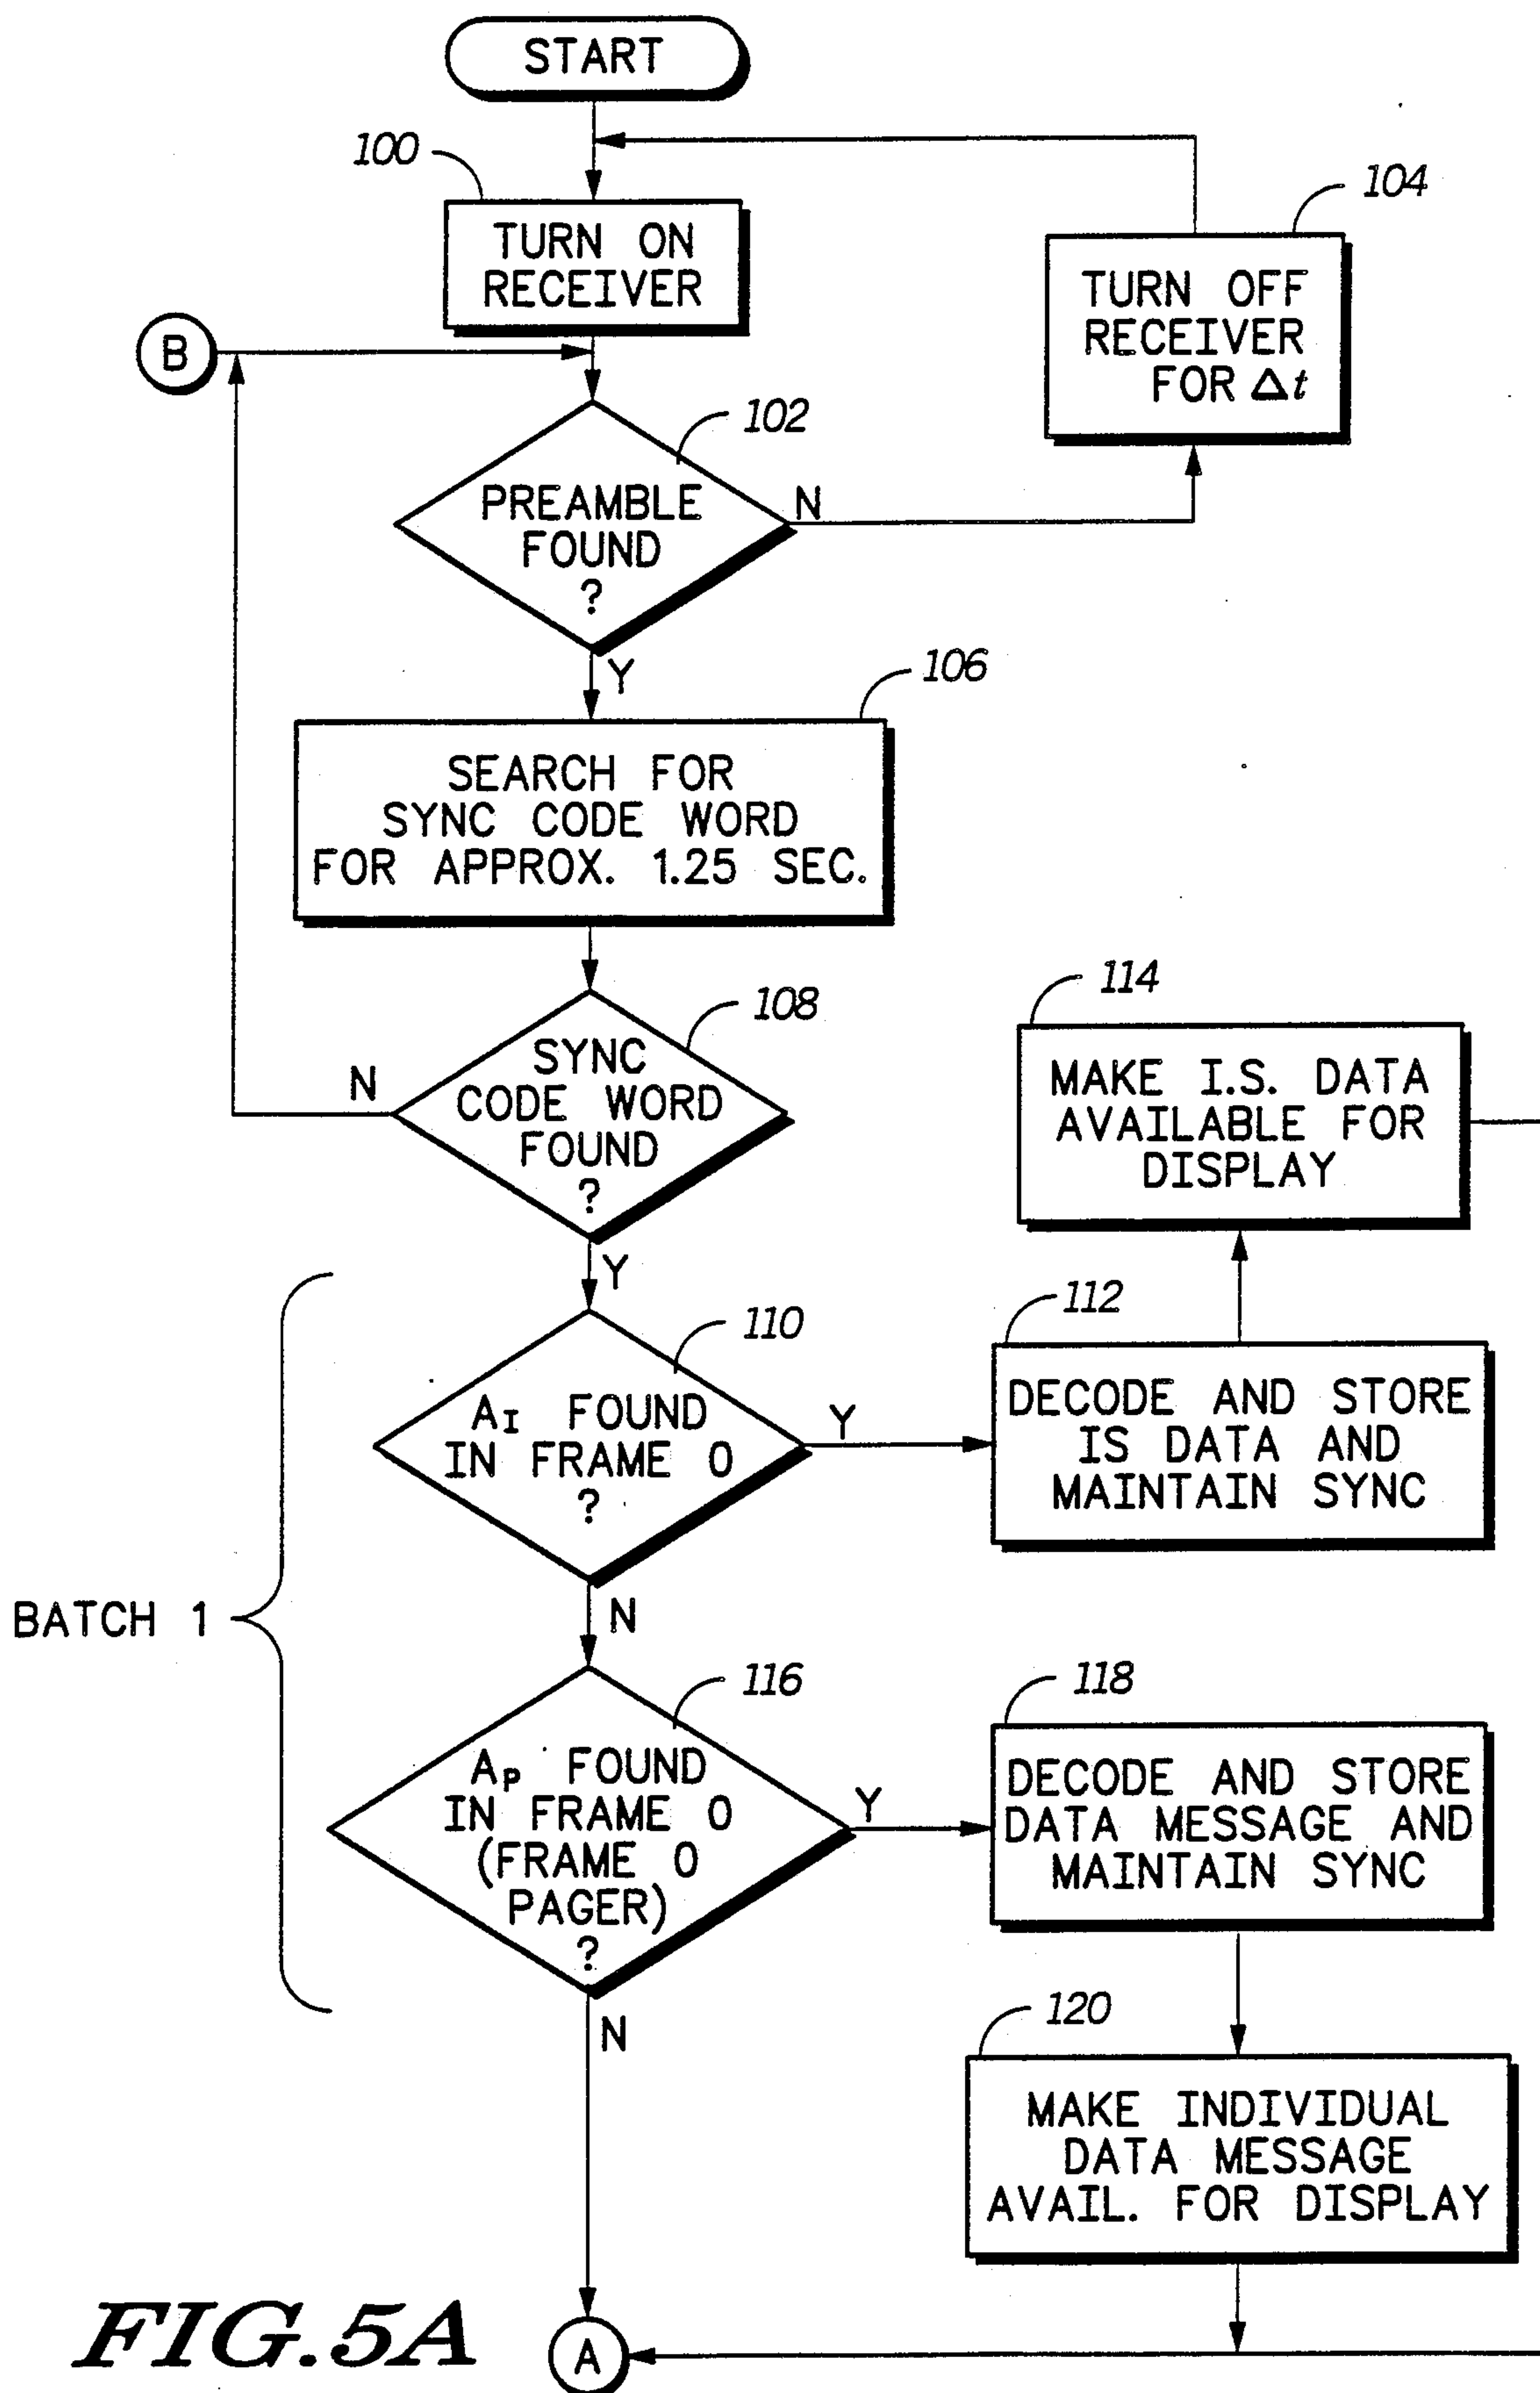 START
100
TURN ON
RECEIVER
104
TURN OFF
RECEIVER
FOR Δt
B
102
PREAMBLE
FOUND
?
N
Y
106
SEARCH FOR
SYNC CODE WORD
FOR APPROX. 1.25 SEC.
108
SYNC
CODE WORD
FOUND
?
N
Y
114
MAKE I.S. DATA
AVAILABLE FOR
DISPLAY
110
AI FOUND
IN FRAME 0
?
Y
N
112
DECODE AND STORE
IS DATA AND
MAINTAIN SYNC
BATCH 1
116
AP FOUND
IN FRAME 0
(FRAME 0
PAGER)
?
Y
N
118
DECODE AND STORE
DATA MESSAGE AND
MAINTAIN SYNC
120
MAKE INDIVIDUAL
DATA MESSAGE
AVAIL. FOR DISPLAY
A
FIG.5A